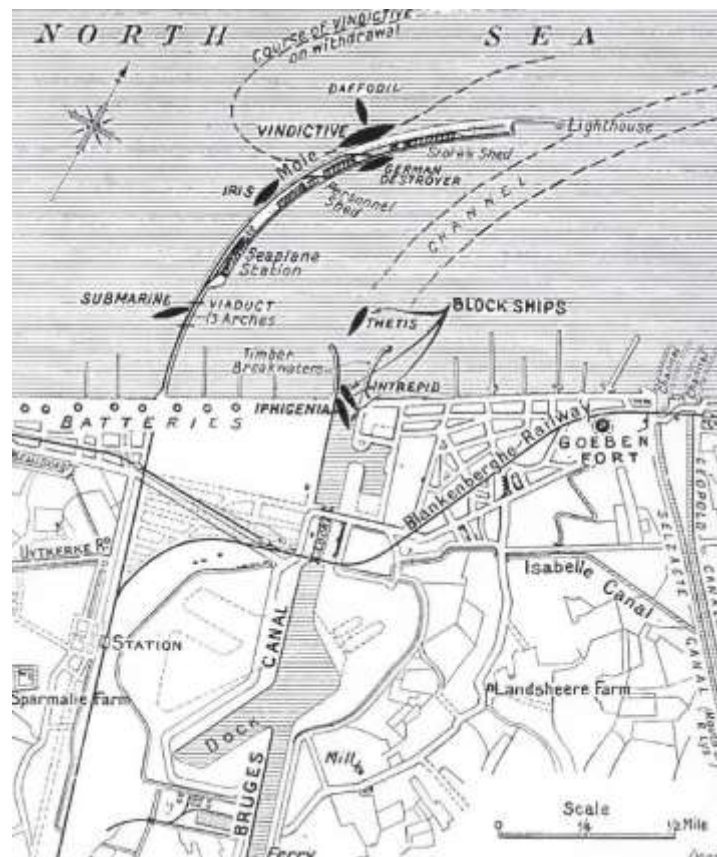 NORTH SEA
COURSE OF VINDICTIVE
on withdrawal
DAFFODIL
VINDICTIVE
Lighthouse
Mole
GERMAN
DESTROYER
IRIS
Personnel
Shed
CHANNEL
Seaplane
Station
SUBMARINE
VIADUCT
13 Arches
BLOCK SHIPS
THETIS
Timber
Breakwaters
INTREPID
IPHIGENIA
BATTERIES
Blankenberghe-Railway
GOEBEN
FORT
LEOPOLD CANAL
SELZAETE CANAL
UYTKERKE RD
Isabelle Canal
STATION
CANAL
Sparmalie Farm
Landsheere Farm
Dock
Mill
BRUGES
Ferry
Scale
0 1/4 1/2 Mile